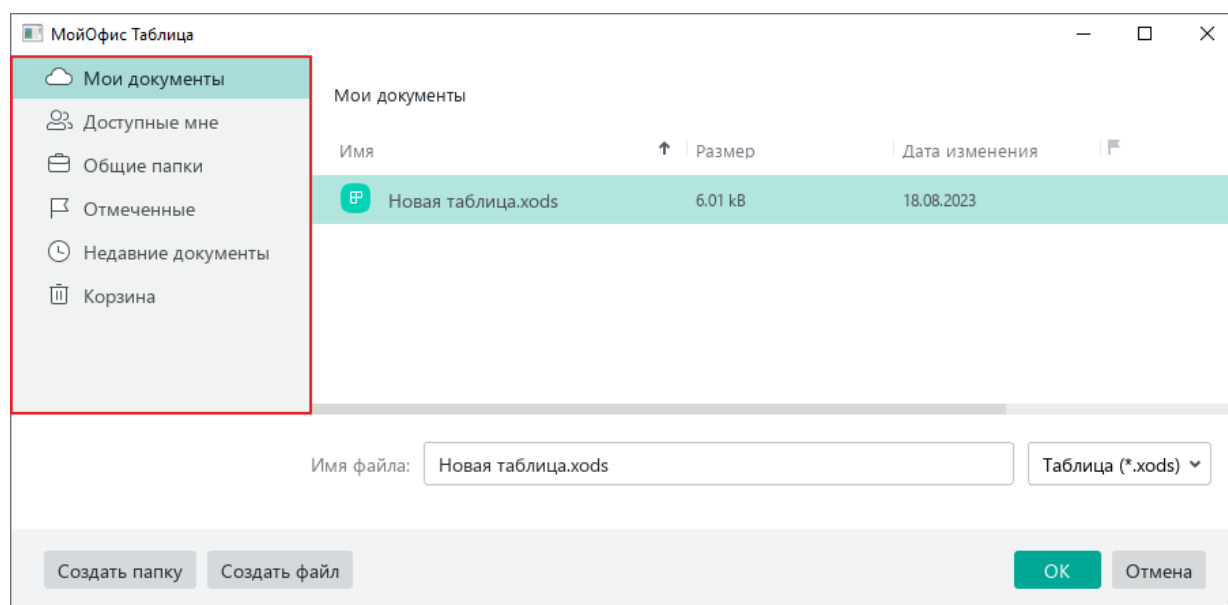 МойОфис Таблица
Мои документы
Доступные мне
Общие папки
Отмеченные
Недавние документы
Корзина
Мои документы
Имя Размер Дата изменения
Новая таблица.xods 6.01 kB 18.08.2023
Имя файла: Новая таблица.xods Таблица (*.xods)
Создать папку Создать файл ОК Отмена